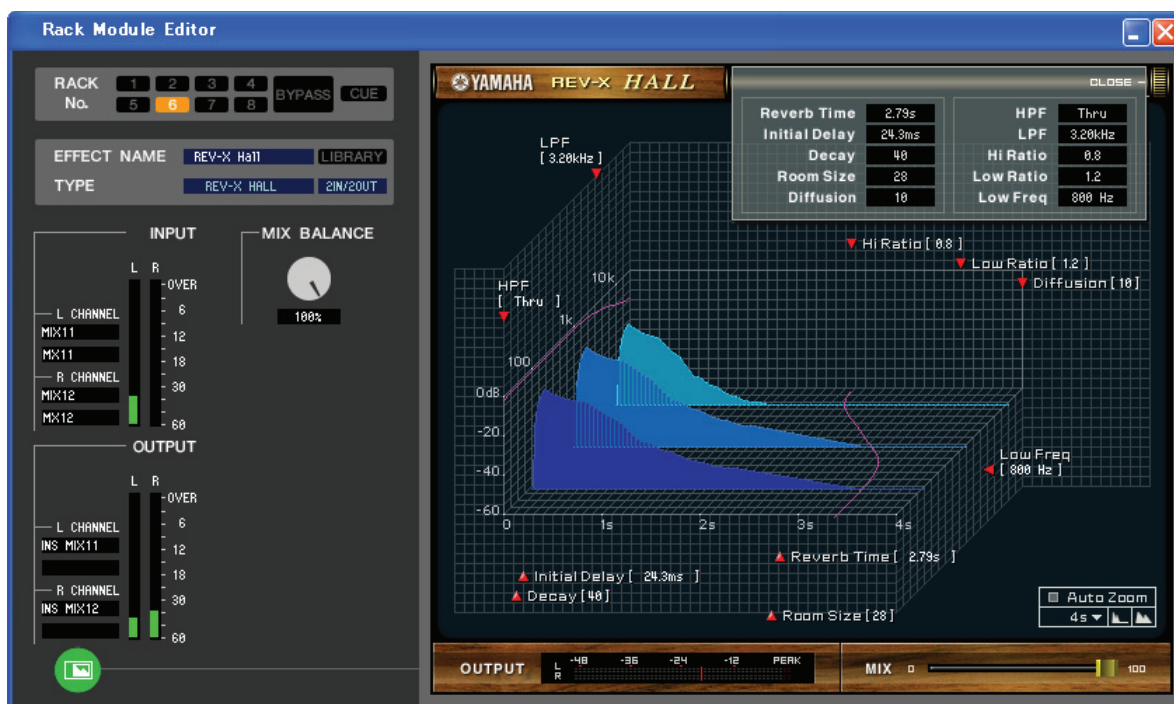 Rack Module Editor
RACK No.
1 2 3 4
5 6 7 8
BYPASS
CUE
EFFECT NAME REV-X Hall LIBRARY
TYPE REV-X HALL 2IN/2OUT
INPUT
L R
OVER
6
12
18
30
60
L CHANNEL
MIX11
MX11
R CHANNEL
MIX12
MX12
MIX BALANCE
100%
OUTPUT
L R
OVER
6
12
18
30
60
L CHANNEL
INS MIX11
R CHANNEL
INS MIX12
YAMAHA REV-X HALL
CLOSE
Reverb Time 2.79s
Initial Delay 24.3ms
Decay 40
Room Size 28
Diffusion 10
HPF Thru
LPF 3.20kHz
Hi Ratio 0.8
Low Ratio 1.2
Low Freq 800 Hz
LPF
[ 3.20kHz ]
Hi Ratio [ 0.8 ]
Low Ratio [ 1.2 ]
Diffusion [ 10 ]
HPF
[ Thru ]
10k
1k
100
0dB
-20
-40
-60
0 1s 2s 3s 4s
Low Freq
[ 800 Hz ]
Reverb Time [ 2.79s ]
Initial Delay [ 24.3ms ]
Decay [ 40 ]
Room Size [ 28 ]
Auto Zoom
4s
OUTPUT
L
R
-48 -36 -24 -12 PEAK
MIX 0 100